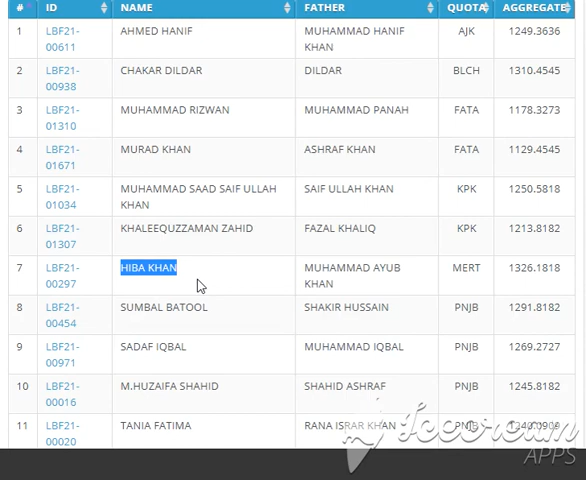 # ID NAME FATHER QUOTA AGGREGATE
1 LBF21- AHMED HANIF MUHAMMAD HANIF AJK 1249.3636
00611 KHAN
2 LBF21- CHAKAR DILDAR DILDAR BLCH 1310.4545
00938
3 LBF21- MUHAMMAD RIZWAN MUHAMMAD PANAH FATA 1178.3273
01310
4 LBF21- MURAD KHAN ASHRAF KHAN FATA 1129.4545
01671
5 LBF21- MUHAMMAD SAAD SAIF ULLAH SAIF ULLAH KHAN KPK 1250.5818
01034 KHAN
6 LBF21- KHALEEQUZZAMAN ZAHID FAZAL KHALIQ KPK 1213.8182
01307
7 LBF21- HIBA KHAN MUHAMMAD AYUB MERT 1326.1818
00297 KHAN
8 LBF21- SUMBAL BATOOL SHAKIR HUSSAIN PNJB 1291.8182
00454
9 LBF21- SADAF IQBAL MUHAMMAD IQBAL PNJB 1269.2727
00971
10 LBF21- M.HUZAIFA SHAHID SHAHID ASHRAF PNJB 1245.8182
00016
11 LBF21- TANIA FATIMA RANA ISRAR KHAN PNJB 1240.0909
00020
Icecream
APPS